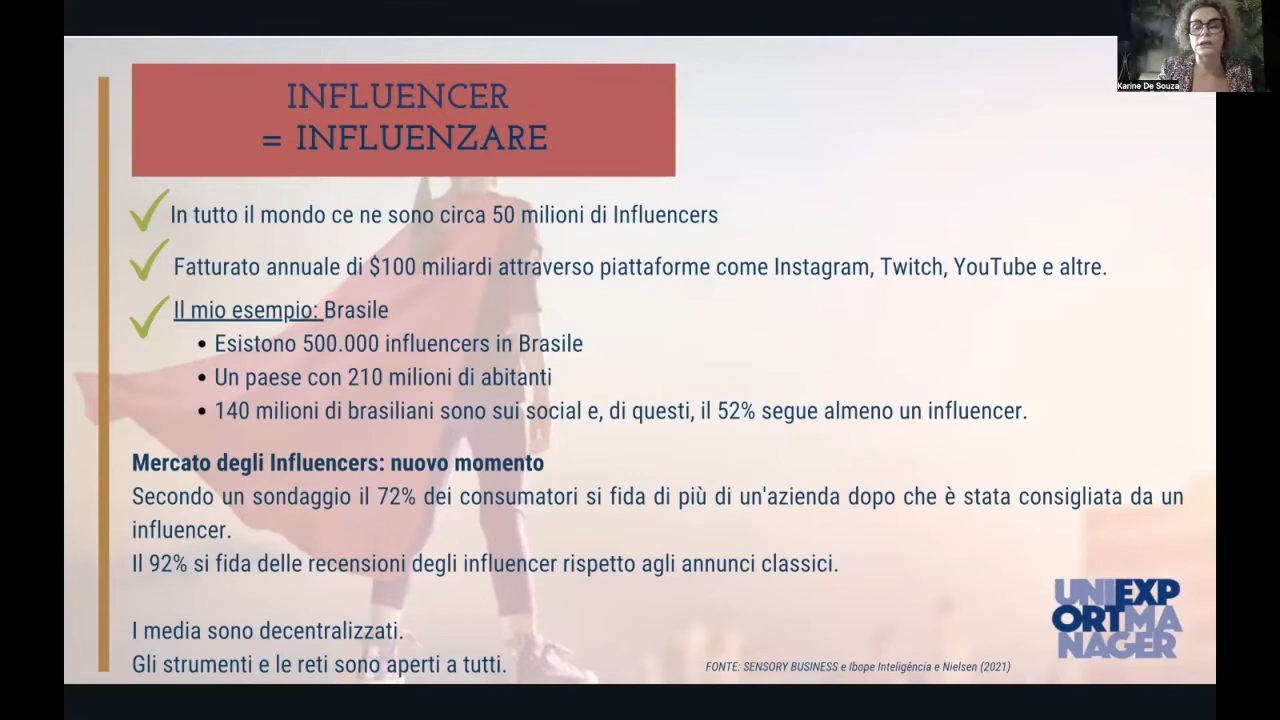 Karine De Souza
INFLUENCER
= INFLUENZARE
In tutto il mondo ce ne sono circa 50 milioni di Influencers
Fatturato annuale di $100 miliardi attraverso piattaforme come Instagram, Twitch, YouTube e altre.
Il mio esempio: Brasile
• Esistono 500.000 influencers in Brasile
• Un paese con 210 milioni di abitanti
• 140 milioni di brasiliani sono sui social e, di questi, il 52% segue almeno un influencer.
Mercato degli Influencers: nuovo momento
Secondo un sondaggio il 72% dei consumatori si fida di più di un'azienda dopo che è stata consigliata da un
influencer.
Il 92% si fida delle recensioni degli influencer rispetto agli annunci classici.
I media sono decentralizzati.
Gli strumenti e le reti sono aperti a tutti.
FONTE: SENSORY BUSINESS e Ibope Inteligência e Nielsen (2021)
UNIEXP
ORTMA
NAGER